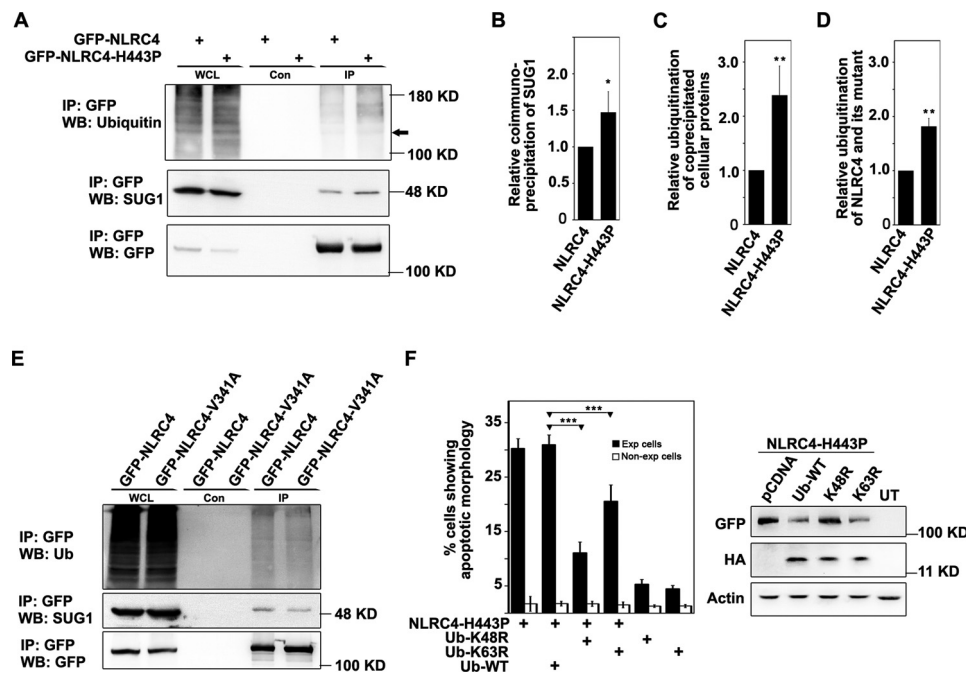 A
GFP-NLRC4 + + +
GFP-NLRC4-H443P + + +
WCL Con IP
IP: GFP
WB: Ubiquitin
180 KD
100 KD
IP: GFP
WB: SUG1
48 KD
IP: GFP
WB: GFP
100 KD
B
Relative coimmuno-
precipitation of SUG1
2.0
1.5
1.0
0.5
0
*
NLRC4
NLRC4-H443P
C
Relative ubiquitination
of coprecipitated
cellular proteins
3.0
2.0
1.0
0
**
NLRC4
NLRC4-H443P
D
Relative ubiquitination
of NLRC4 and its mutant
3.0
2.0
1.0
0.0
**
NLRC4
NLRC4-H443P
E
GFP-NLRC4
GFP-NLRC4-V341A
GFP-NLRC4
GFP-NLRC4-V341A
GFP-NLRC4
GFP-NLRC4-V341A
WCL Con IP
IP: GFP
WB: Ub
IP: GFP
WB: SUG1
48 KD
IP: GFP
WB: GFP
100 KD
F
% cells showing
apoptotic morphology
35
25
15
5
***
***
Exp cells
Non-exp cells
NLRC4-H443P + + + +
Ub-K48R + +
Ub-K63R + +
Ub-WT +
NLRC4-H443P
pCDNA
Ub-WT
K48R
K63R
UT
GFP
100 KD
HA
11 KD
Actin